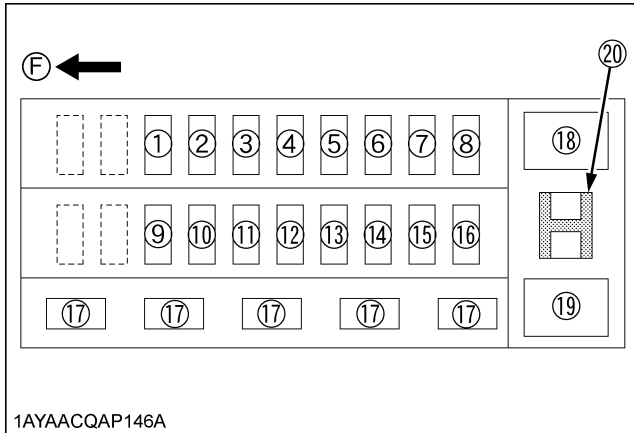 Ⓕ
⑳
① ② ③ ④ ⑤ ⑥ ⑦ ⑧
⑱
⑨ ⑩ ⑪ ⑫ ⑬ ⑭ ⑮ ⑯
⑰ ⑰ ⑰ ⑰ ⑰
⑲
1AYAACQAP146A